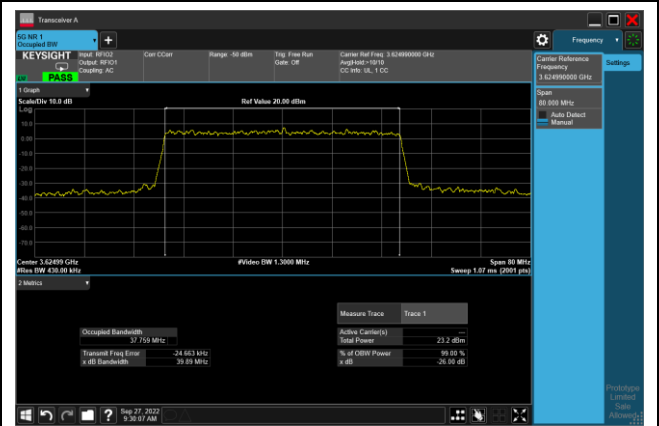 Transceiver A
5G NR 1
Occupied BW
Frequency
KEYSIGHT
PASS
Input: RFIO2
Output: RFIO1
Coupling: AC
Corr CCorr
Range: -50 dBm
Trig: Free Run
Gate: Off
Carrier Ref Freq: 3.624990000 GHz
Avg|Hold:>10/10
CC Info: UL, 1 CC
Carrier Reference
Frequency
3.624990000 GHz
Settings
Span
80.000 MHz
Auto Detect
Manual
1 Graph
Scale/Div 10.0 dB
Ref Value 20.00 dBm
Log
10.0
0.00
-10.0
-20.0
-30.0
-40.0
-50.0
-60.0
-70.0
Center 3.62499 GHz
#Video BW 1.3000 MHz
Span 80 MHz
#Res BW 430.00 kHz
Sweep 1.07 ms (2001 pts)
2 Metrics
Measure Trace
Trace 1
Occupied Bandwidth
37.759 MHz
Active Carrier(s)
---
Total Power
23.2 dBm
Transmit Freq Error
-24.663 kHz
% of OBW Power
99.00 %
x dB Bandwidth
39.89 MHz
x dB
-26.00 dB
Prototype
Limited
Sale
Allowed
?
Sep 27, 2022
9:30:07 AM